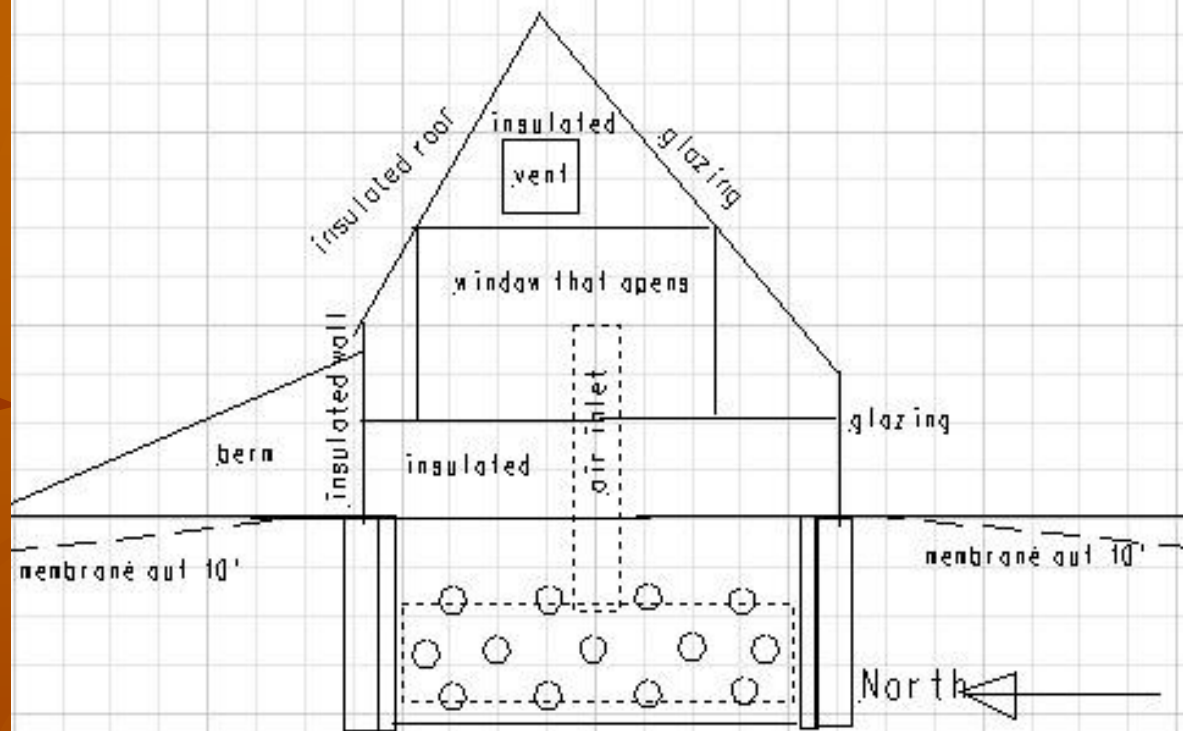 insulated roof
insulated
glazing
vent
window that opens
insulated wall
air inlet
glazing
berm
insulated
membrane out 10'
membrane out 10'
North